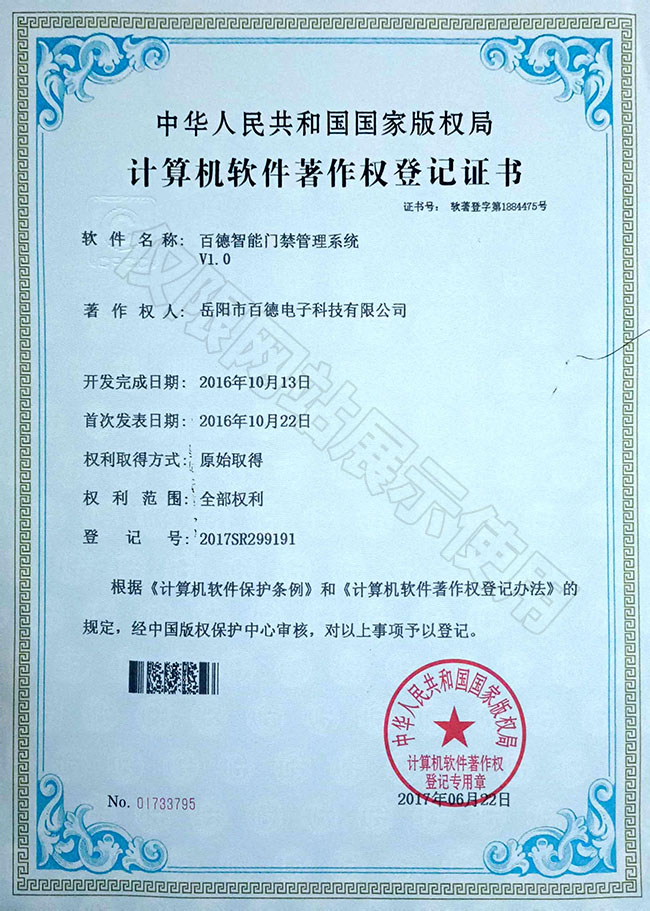 中华人民共和国国家版权局
计算机软件著作权登记证书
证书号： 软著登字第1884475号
软件名称： 百德智能门禁管理系统
V1.0
著作权人： 岳阳市百德电子科技有限公司
开发完成日期： 2016年10月13日
首次发表日期： 2016年10月22日
权利取得方式： 原始取得
权利范围： 全部权利
登记号： 2017SR299191
根据《计算机软件保护条例》和《计算机软件著作权登记办法》的
规定，经中国版权保护中心审核，对以上事项予以登记。
中华人民共和国国家版权局
计算机软件著作权
登记专用章
No. 01733795
2017年06月22日
仅限网站展示使用